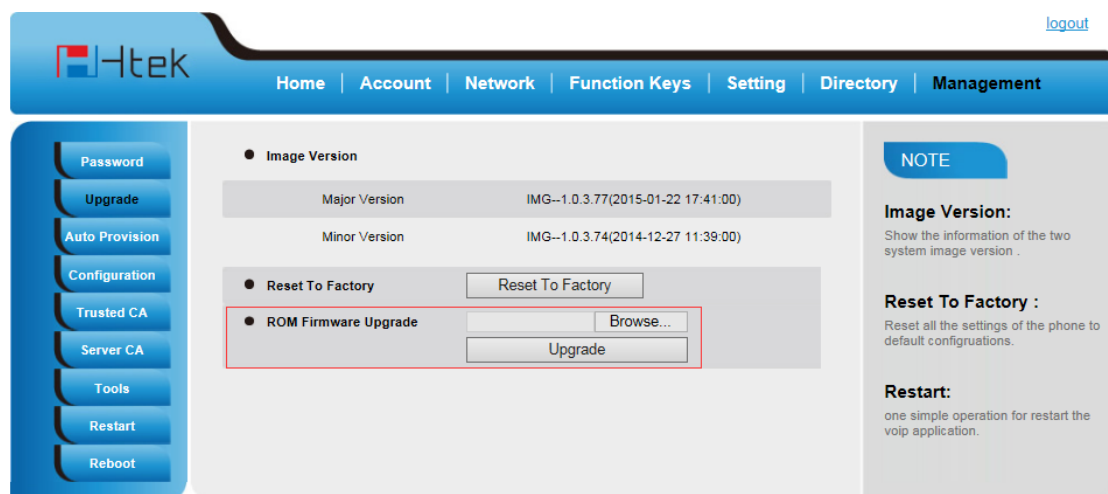 logout
Htek
Home | Account | Network | Function Keys | Setting | Directory | Management
Password
Upgrade
Auto Provision
Configuration
Trusted CA
Server CA
Tools
Restart
Reboot
Image Version
Major Version IMG--1.0.3.77(2015-01-22 17:41:00)
Minor Version IMG--1.0.3.74(2014-12-27 11:39:00)
Reset To Factory Reset To Factory
ROM Firmware Upgrade Browse...
Upgrade
NOTE
Image Version:
Show the information of the two
system image version .
Reset To Factory :
Reset all the settings of the phone to
default configruations.
Restart:
one simple operation for restart the
voip application.